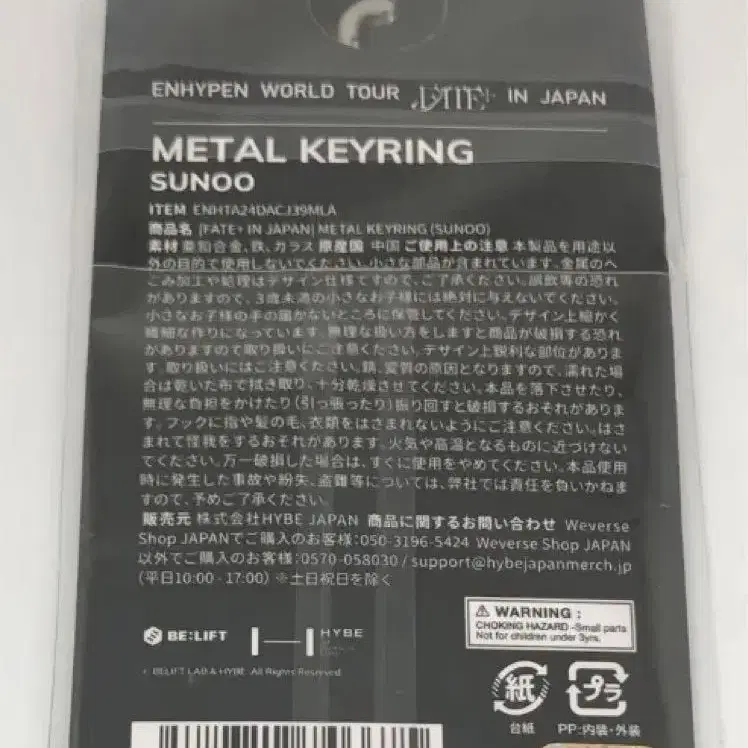 ENHYPEN WORLD TOUR FATE+ IN JAPAN
METAL KEYRING
SUNOO
ITEM ENHTA24DACJ39MLA
商品名 [FATE+ IN JAPAN] METAL KEYRING (SUNOO)
素材 亜鉛合金、鉄、ガラス 原産国 中国 ご使用上の注意 本製品を用途以
外の目的で使用しないでください。小さな部品が含まれています。金属のへ
こみ加工や処理はデザイン仕様ですので、ご了承ください。誤飲等の恐れ
がありますので、3歳未満の小さなお子様には絶対に与えないでください。
小さなお子様の手の届かないところに保管してください。デザイン上細かく
繊細な作りになっています。無理な扱い方をしますと商品が破損する恐れ
がありますので取り扱いにご注意ください。デザイン上鋭利な部位がありま
す。取り扱いにはご注意ください。錆、変質の原因となりますので、濡れた場
合は乾いた布で拭き取り、十分乾燥させてください。本品を落下させたり、
無理な負担をかけたり(引っ張ったり)振り回すと破損するおそれがありま
す。フックに指や髪の毛、衣類をはさまれないようにご注意ください。はさ
まれて怪我をするおそれがあります。火気や高温となるものに近づけない
でください。万一破損した場合は、すぐに使用をやめてください。本品使用
時に発生した事故や紛失、盗難等については、弊社では責任を負いかねま
すので、予めご了承ください。
販売元 株式会社HYBE JAPAN 商品に関するお問い合わせ Weverse
Shop JAPANでご購入のお客様:050-3196-5424 Weverse Shop JAPAN
以外でご購入のお客様:0570-058030 / support@hybejapanmerch.jp
(平日10:00 - 17:00) ※土日祝日を除く
WARNING :
CHOKING HAZARD -Small parts
Not for children under 3yrs.
BE:LIFT
HYBE
BELIFT LAB & HYBE. All Rights Reserved.
紙
プラ
台紙
PP:内装・外装